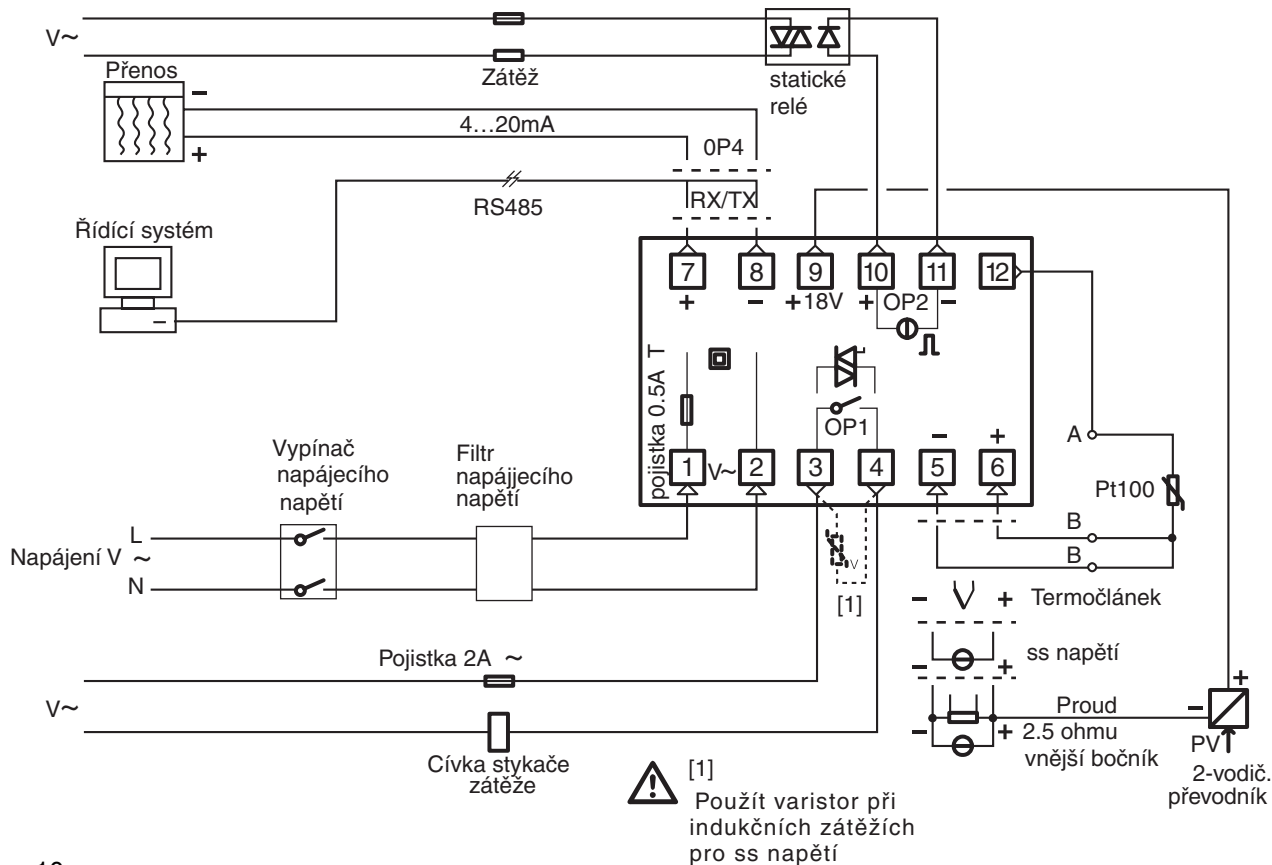 V~
Zátěž
statické
relé
Přenos
–
4…20mA
+
0P4
RX/TX
RS485
Řídící systém
7 8 9 10 11 12
+ – +18V + OP2 –
pojistka 0.5A T
OP1
– +
1 V~ 2 3 4 5 6
A
Pt100
B
B
Vypínač
napájecího
napětí
Filtr
napájjecího
napětí
L
Napájení V ~
N
V
[1]
– + Termočlánek
– + ss napětí
Pojistka 2A ~
V~
Cívka stykače
zátěže
Proud
– + 2.5 ohmu
vnější bočník
+
–
PV
2-vodič.
převodník
[1]
Použít varistor při
indukčních zátěžích
pro ss napětí